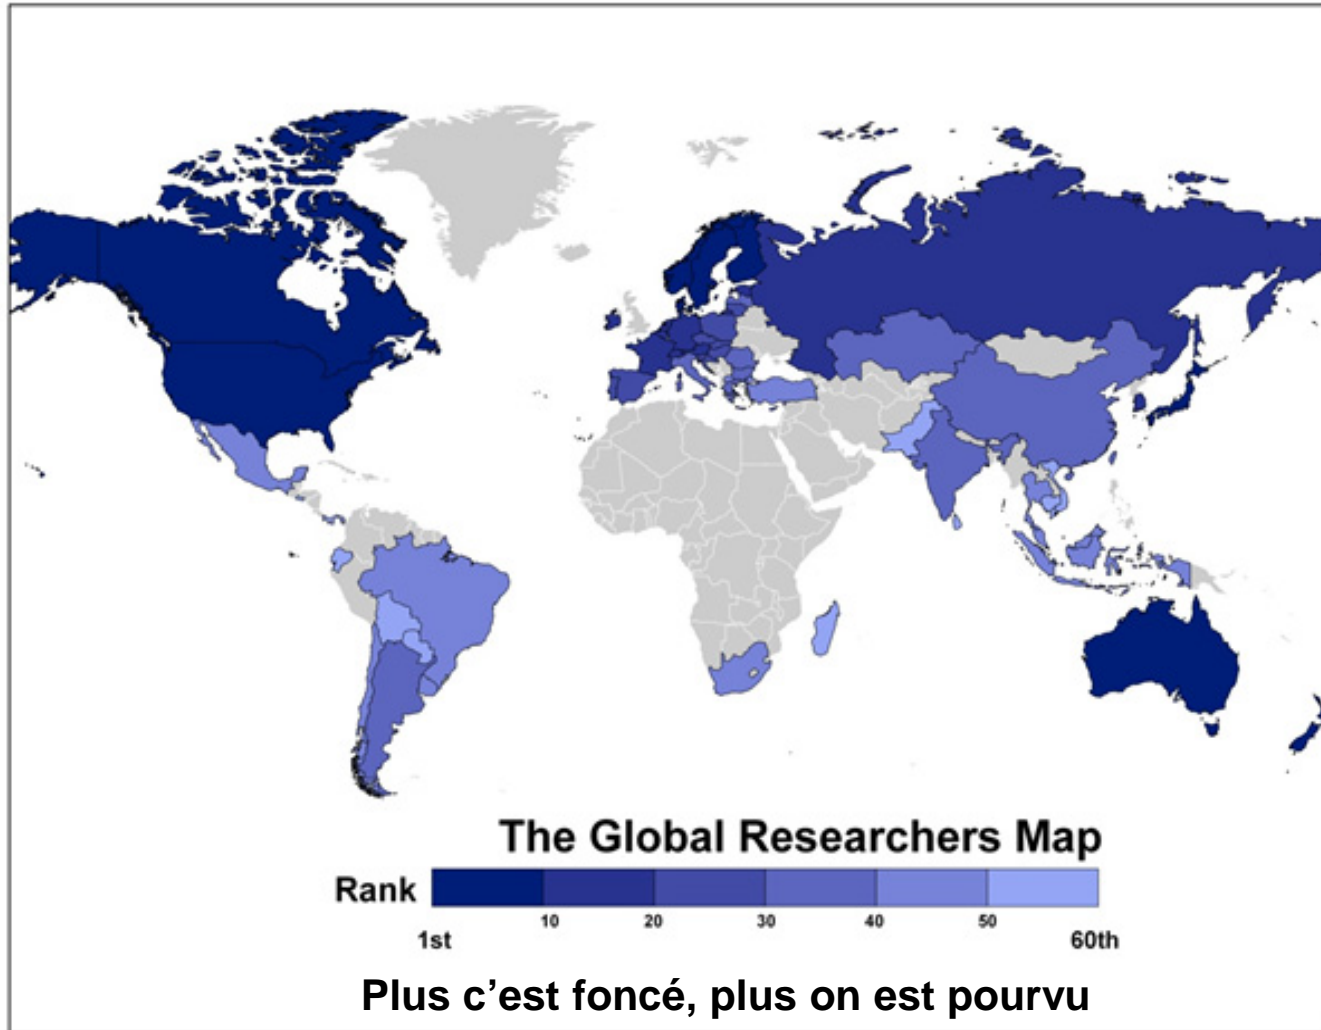 The Global Researchers Map
Rank
10 20 30 40 50
1st 60th
Plus c’est foncé, plus on est pourvu